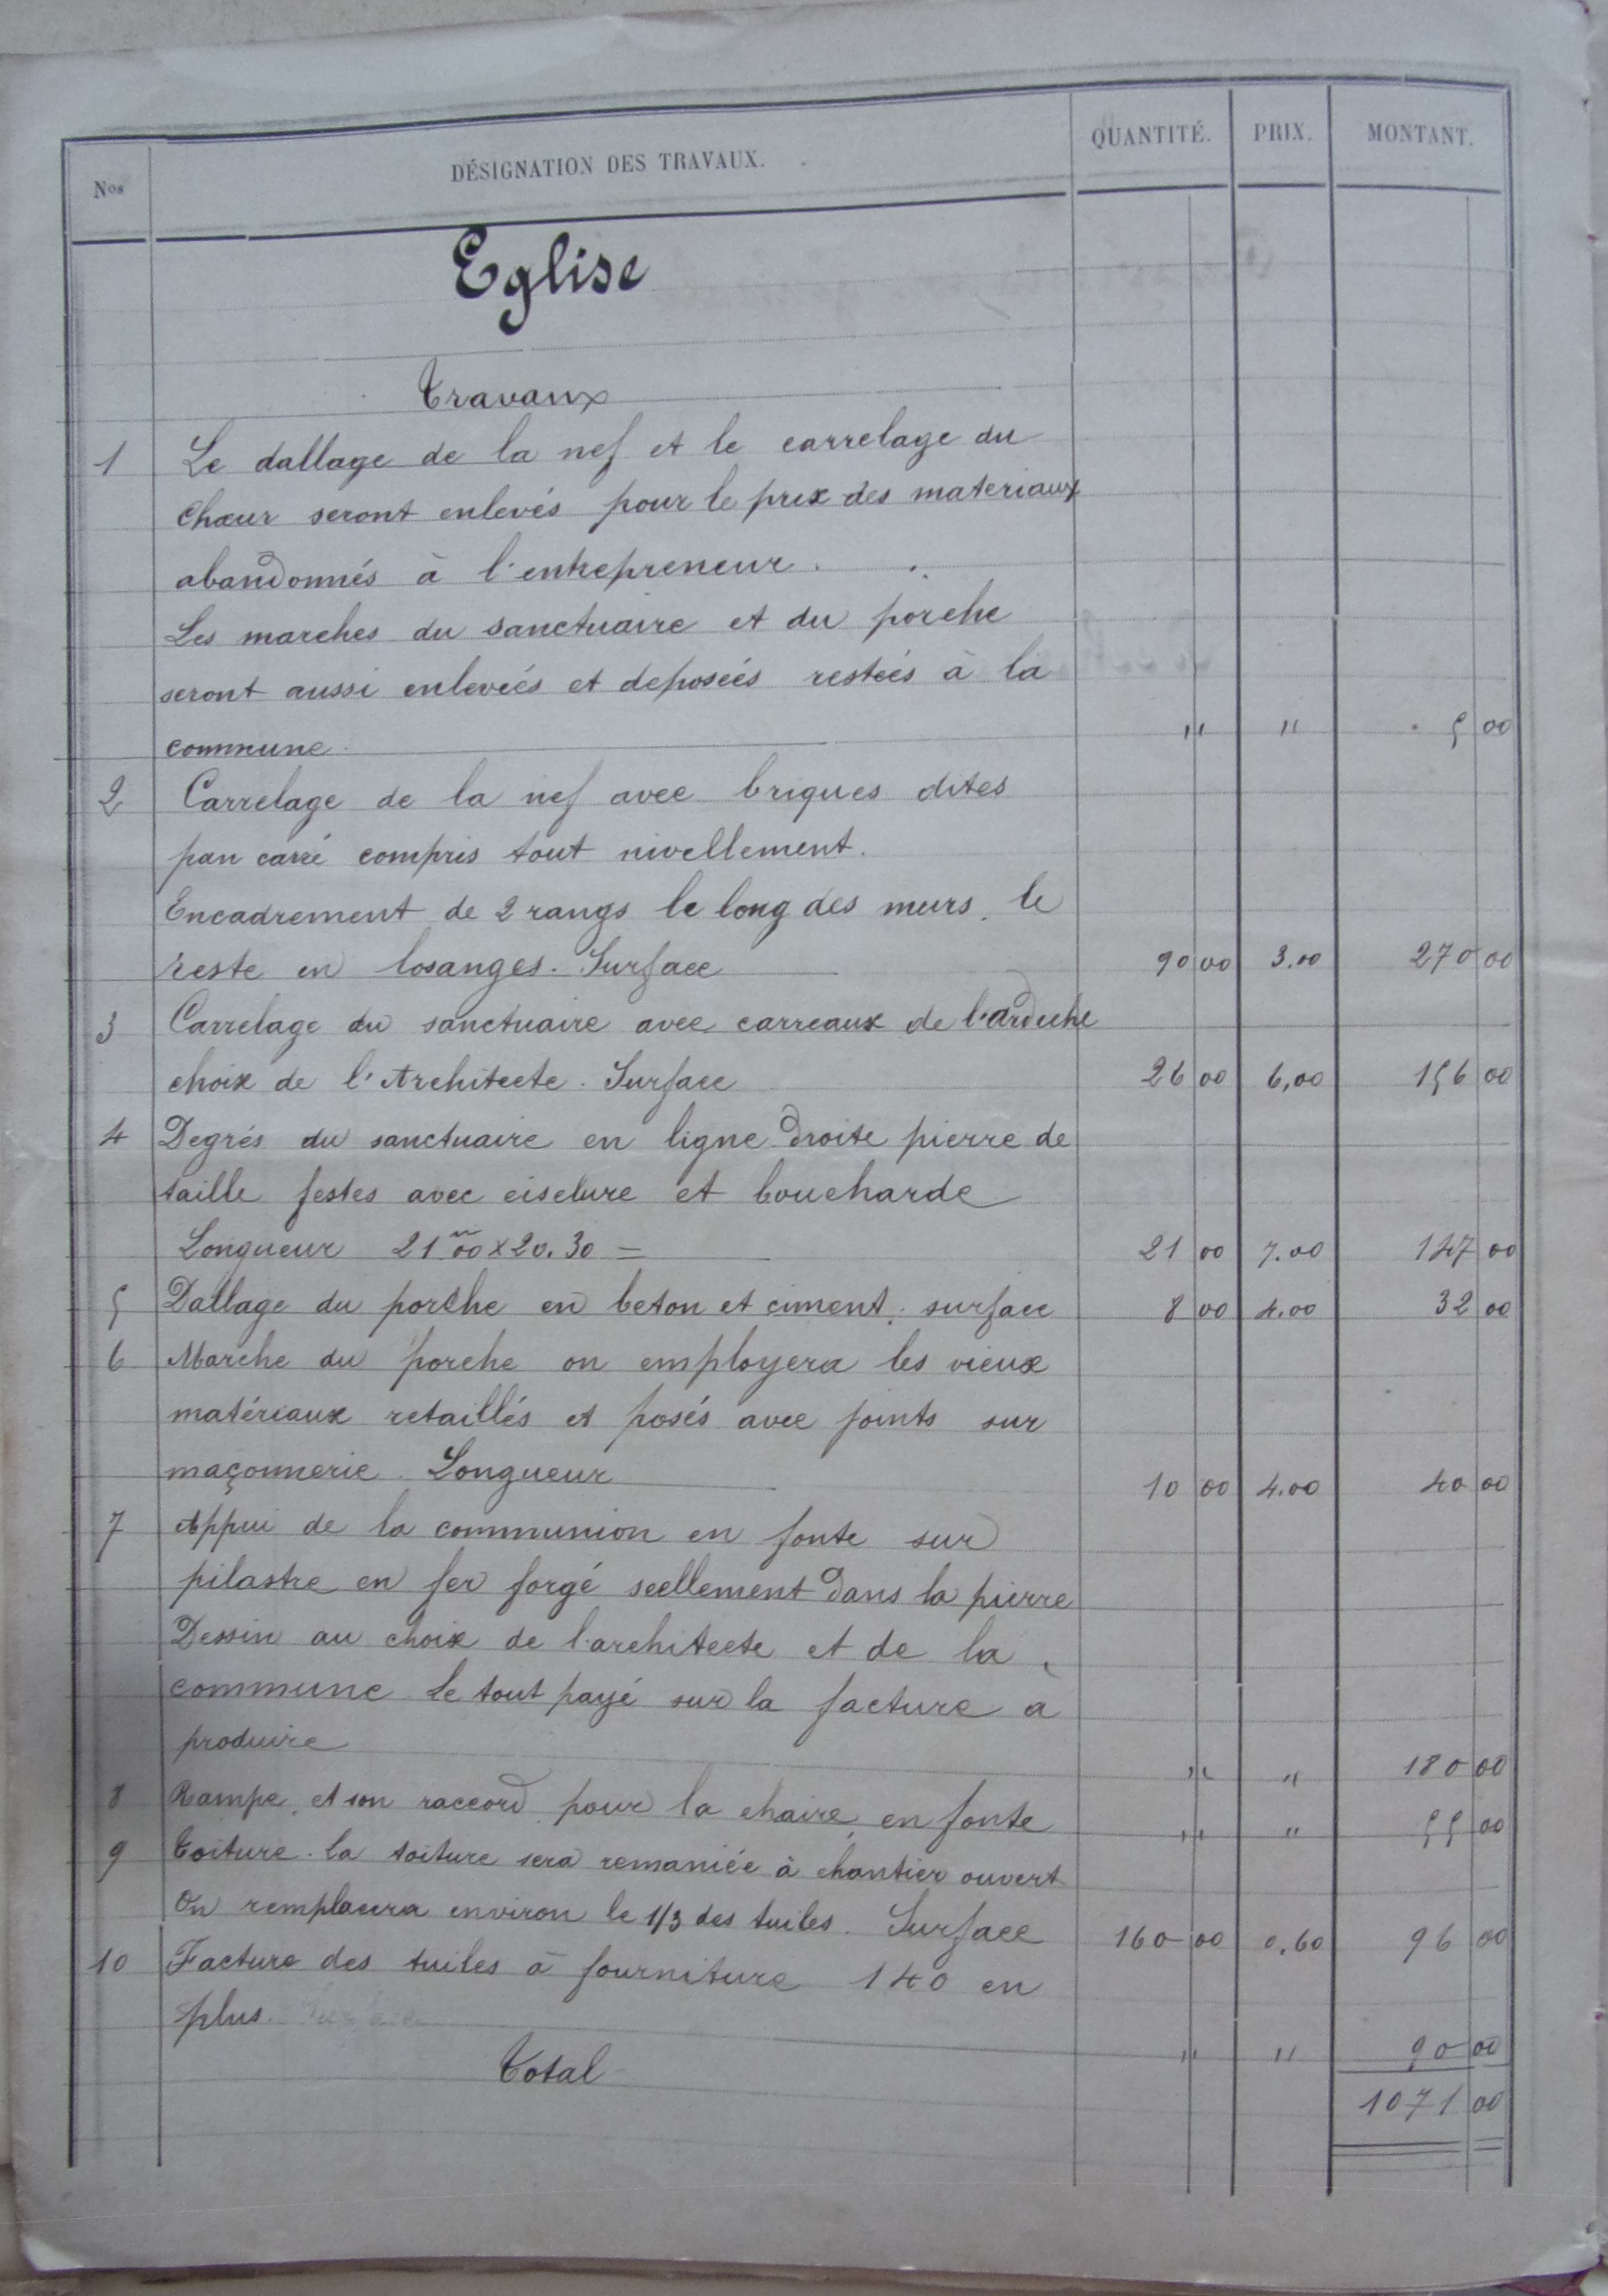 Nos DÉSIGNATION DES TRAVAUX. QUANTITÉ. PRIX. MONTANT.
Eglise
Travaux
1 Le dallage de la nef et le carrelage du
Chœur seront enlevés pour le prix des materiaux
abandonnés à l'entrepreneur.
Les marches du sanctuaire et du porche
seront aussi enlevéés et deposéés restéés à la
commune. " " 5 00
2 Carrelage de la nef avec briques dites
pan carré compris tout nivellement.
Encadrement de 2 rangs le long des murs. le
reste en losanges. Surface 90 00 3.00 270 00
3 Carrelage du sanctuaire avec carreaux de l'ardeche
choix de l'Architecte. Surface 26 00 6,00 156 00
4 Degrés du sanctuaire en ligne droite pierre de
taille festes avec ciselure et boucharde
Longueur 21m00 x 20.30 = 21 00 7.00 147 00
5 Dallage du porche en beton et ciment. surface 8 00 4.00 32 00
6 Marche du porche on employera les vieux
matériaux retaillés et posés avec joints sur
maçonnerie. Longueur 10 00 4.00 40 00
7 Appui de la communion en fonte sur
pilastre en fer forgé scellement dans la pierre
Dessin au choix de l'architecte et de la
commune Le tout payé sur la facture a
produire " " 180 00
8 Rampe, et son raccord pour la chaire, en fonte " " 55 00
9 Toiture. la toiture sera remaniée à chantier ouvert
On remplacera environ le 1/3 des tuiles. Surface 160 00 0,60 96 00
10 Facture des tuiles à fourniture 140 en
plus. " " 90 00
Total 1071 00